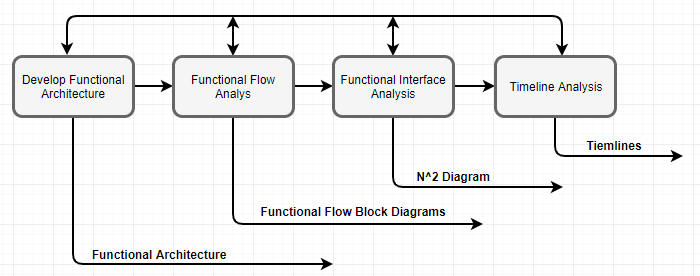 Develop Functional
Architecture
Functional Flow
Analys
Functional Interface
Analysis
Timeline Analysis
Tiemlines
N^2 Diagram
Functional Flow Block Diagrams
Functional Architecture